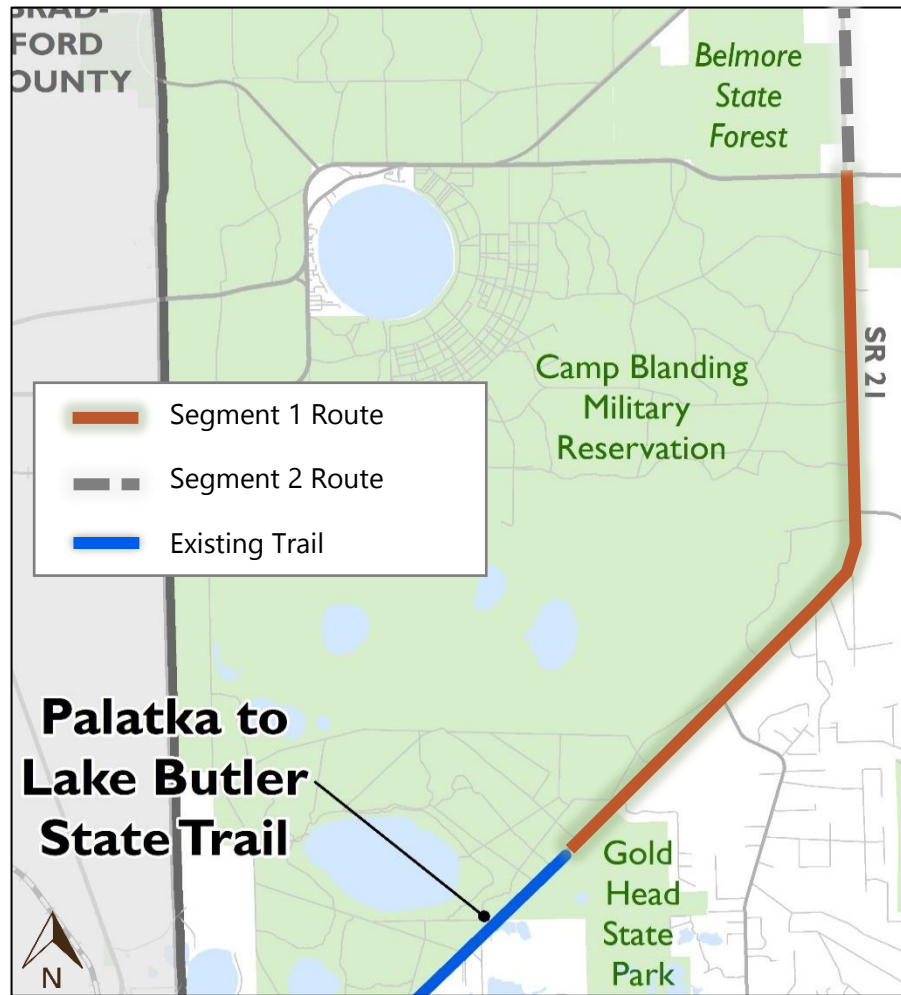 BRAD-
FORD
OUNTY
Belmore
State
Forest
SR 21
Camp Blanding
Military
Reservation
Segment 1 Route
Segment 2 Route
Existing Trail
Palatka to
Lake Butler
State Trail
Gold
Head
State
Park
N